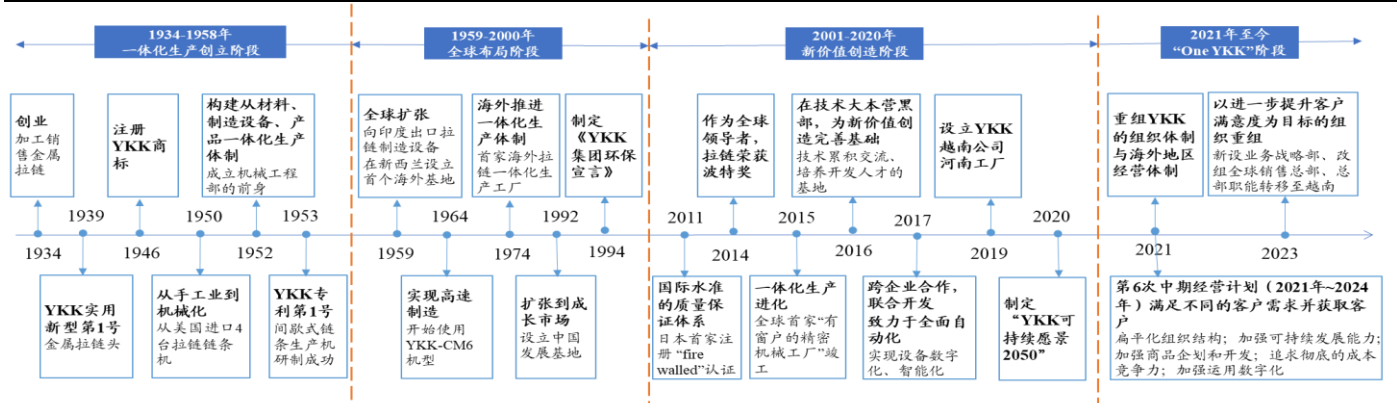 1934-1958年
一体化生产创立阶段
1959-2000年
全球布局阶段
2001-2020年
新价值创造阶段
2021年至今
“One YKK”阶段
创业
加工销
售金属
拉链
注册
YKK商
标
构建从材料、
制造设备、产
品一体化生产
体制
成立机械工程
部的前身
全球扩张
向印度出口拉
链制造设备
在新西兰设立
首个海外基地
海外推进
一体化生
产体制
首家海外拉
链一体化生
产工厂
制定
《YKK
集团环保
宣言》
作为全球
领导者，
拉链荣获
波特奖
在技术大本营黑
部，为新价值创
造完善基础
技术累积交流、
培养开发人才的
基地
设立YKK
越南公司
河南工厂
重组YKK
的组织体制
与海外地区
经营体制
以进一步提升客户
满意度为目标的组
织重组
新设业务战略部、改
组全球销售总部、总
部职能转移至越南
1939
1950
1953
1964
1992
2011
2015
2017
2020
1934
1946
1952
1959
1974
1994
2014
2016
2019
2021
2023
YKK实用
新型第1号
金属拉链头
从手工业到
机械化
从美国进口4
台拉链链条
机
YKK专
利第1号
间歇式链
条生产机
研制成功
实现高速
制造
开始使用
YKK-CM6
机型
扩张到成
长市场
设立中国
发展基地
国际水准
的质量保
证体系
日本首家注
册 “fire
walled”认证
一体化生产
进化
全球首家“有
窗户的精密
机械工厂”竣
工
跨企业合作，
联合开发
致力于全面自
动化
实现设备数字
化、智能化
制定
“YKK可
持续愿景
2050”
第6次中期经营计划（2021年~2024
年）满足不同的客户需求并获取客
户
扁平化组织结构；加强可持续发展能力；
加强商品企划和开发；追求彻底的成本
竞争力；加强运用数字化